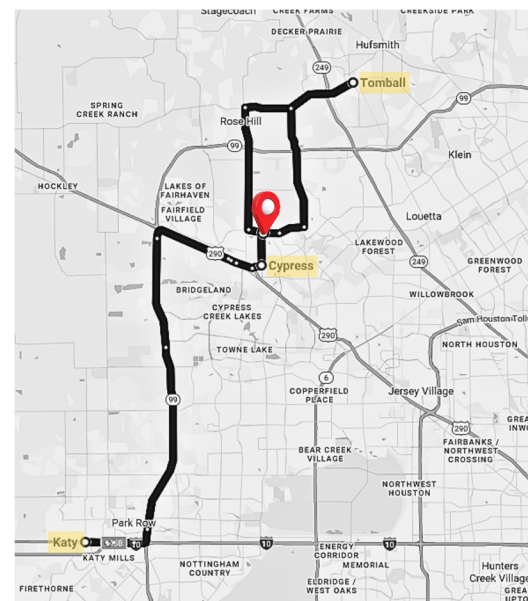 Stagecoach
CREEK FARMS
CREEKSIDE PARK
DECKER PRAIRIE
Hufsmith
249
Tomball
99
SPRING
CREEK RANCH
Rose Hill
99
Klein
HOCKLEY
LAKES OF
FAIRHAVEN
FAIRFIELD
VILLAGE
Louetta
LAKEWOOD
FOREST
290
Cypress
249
GREENWOOD
FOREST
BRIDGELAND
WILLOWBROOK
CYPRESS
CREEK LAKES
Sam Houston Toll
290
NORTH HOUSTON
TOWNE LAKE
6
COPPERFIELD
PLACE
Jersey Village
99
290
FAIRBANKS /
NORTHWEST
CROSSING
BEAR CREEK
VILLAGE
NORTHWEST
HOUSTON
Park Row
Katy
10
10
10
KATY MILLS
ENERGY
CORRIDOR
MEMORIAL
NOTTINGHAM
COUNTRY
Hunters
Creek Village
FIRETHORNE
ELDRIDGE /
WEST OAKS